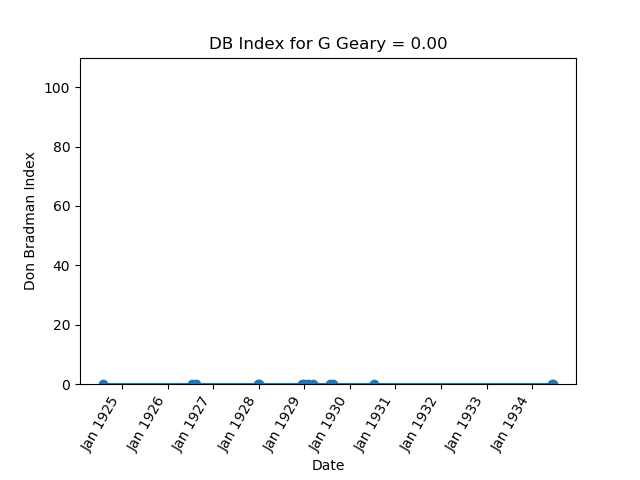 DB Index for G Geary = 0.00
100
80
60
40
20
0
Don Bradman Index
Jan 1925
Jan 1926
Jan 1927
Jan 1928
Jan 1929
Jan 1930
Jan 1931
Jan 1932
Jan 1933
Jan 1934
Date